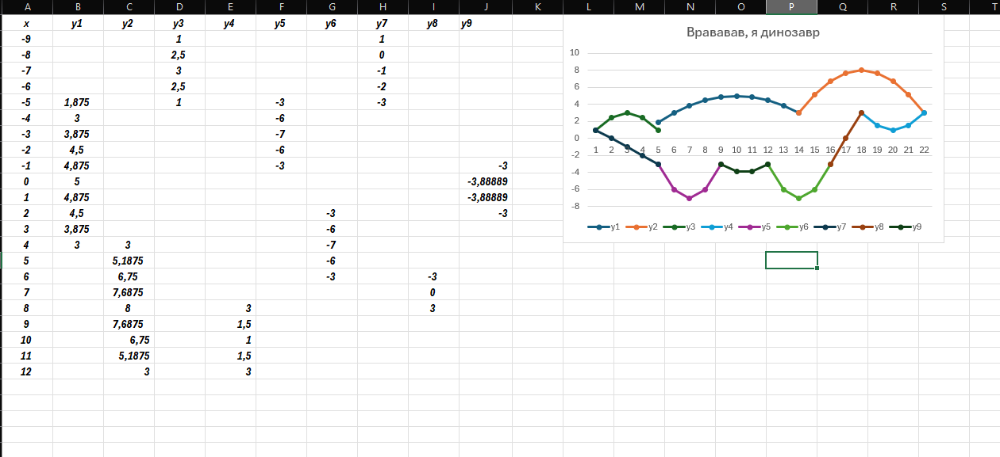 A B C D E F G H I J K L M N O P Q R S T
x y1 y2 y3 y4 y5 y6 y7 y8 y9
-9 1 1
-8 2,5 0
-7 3 -1
-6 2,5 -2
-5 1,875 1 -3 -3
-4 3 -6
-3 3,875 -7
-2 4,5 -6
-1 4,875 -3 -3
0 5 -3,88889
1 4,875 -3,88889
2 4,5 -3 -3
3 3,875 -6
4 3 3 -7
5 5,1875 -6
6 6,75 -3 -3
7 7,6875 0
8 8 3 3
9 7,6875 1,5
10 6,75 1
11 5,1875 1,5
12 3 3
Врававав, я динозавр
10
8
6
4
2
0
1 2 3 4 5 6 7 8 9 10 11 12 13 14 15 16 17 18 19 20 21 22
-2
-4
-6
-8
y1 y2 y3 y4 y5 y6 y7 y8 y9